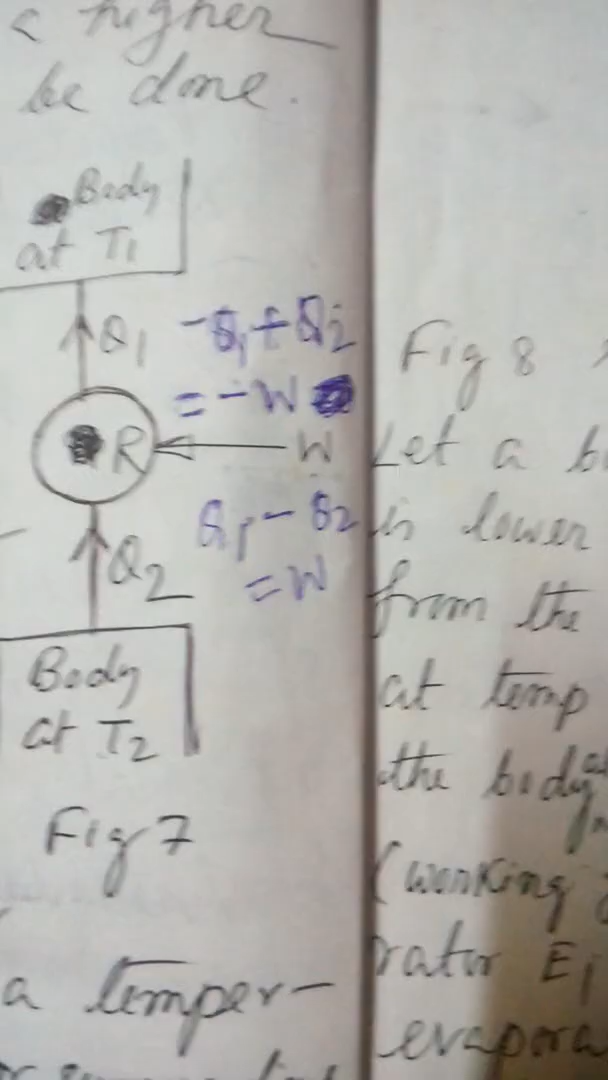 higher
be done.
Body
at T1
Q1
-Q1+Q2
=-W
R
W
Q1-Q2
=W
Q2
Body
at T2
Fig 7
a temper-
Fig 8
Let a
is lower
from the
at temp
the body
(working
rator E1
evapora